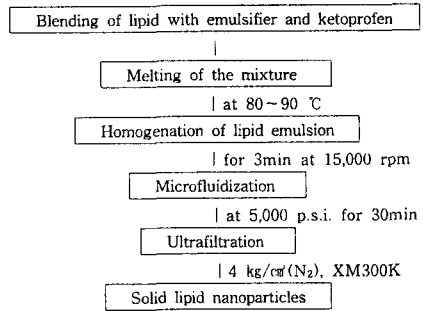 Blending of lipid with emulsifier and ketoprofen
Melting of the mixture
at 80~90 ℃
Homogenation of lipid emulsion
for 3min at 15,000 rpm
Microfluidization
at 5,000 p.s.i. for 30min
Ultrafiltration
4 kg/㎠(N₂), XM300K
Solid lipid nanoparticles